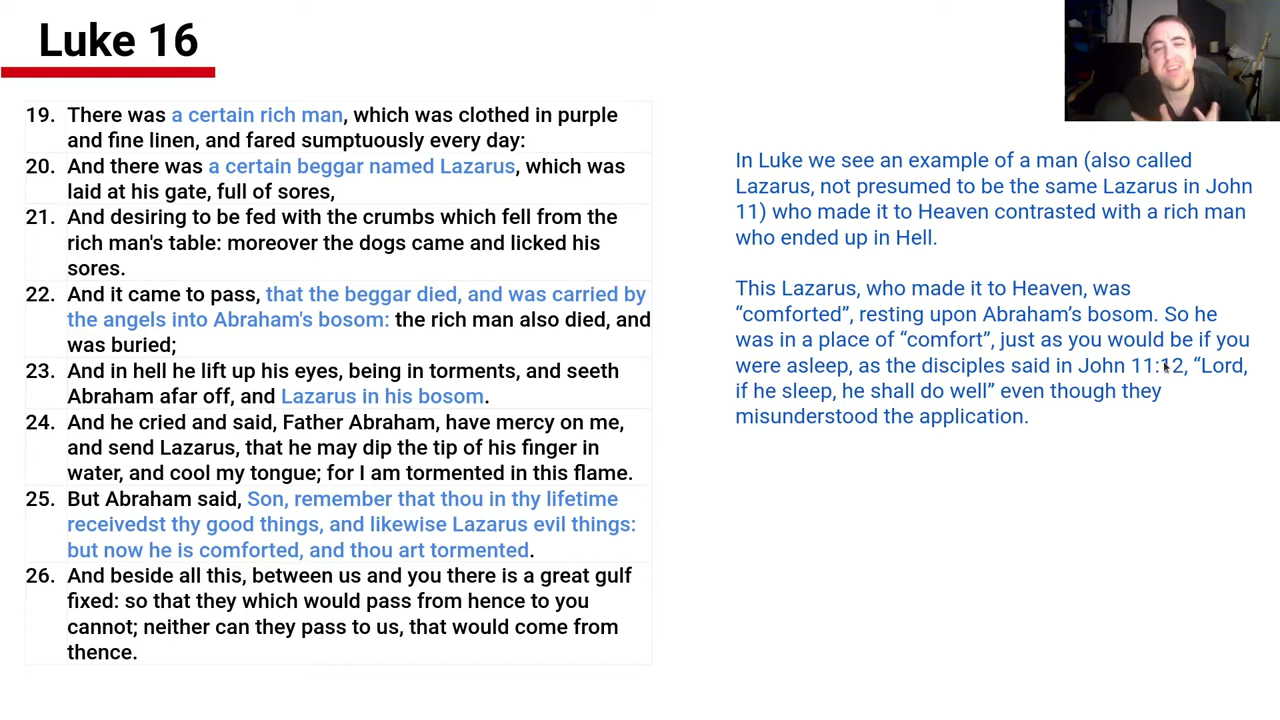 Luke 16
19. There was a certain rich man, which was clothed in purple
and fine linen, and fared sumptuously every day:
20. And there was a certain beggar named Lazarus, which was
laid at his gate, full of sores,
21. And desiring to be fed with the crumbs which fell from the
rich man's table: moreover the dogs came and licked his
sores.
22. And it came to pass, that the beggar died, and was carried by
the angels into Abraham's bosom: the rich man also died, and
was buried;
23. And in hell he lift up his eyes, being in torments, and seeth
Abraham afar off, and Lazarus in his bosom.
24. And he cried and said, Father Abraham, have mercy on me,
and send Lazarus, that he may dip the tip of his finger in
water, and cool my tongue; for I am tormented in this flame.
25. But Abraham said, Son, remember that thou in thy lifetime
receivedst thy good things, and likewise Lazarus evil things:
but now he is comforted, and thou art tormented.
26. And beside all this, between us and you there is a great gulf
fixed: so that they which would pass from hence to you
cannot; neither can they pass to us, that would come from
thence.
In Luke we see an example of a man (also called
Lazarus, not presumed to be the same Lazarus in John
11) who made it to Heaven contrasted with a rich man
who ended up in Hell.
This Lazarus, who made it to Heaven, was
“comforted”, resting upon Abraham’s bosom. So he
was in a place of “comfort”, just as you would be if you
were asleep, as the disciples said in John 11:12, “Lord,
if he sleep, he shall do well” even though they
misunderstood the application.